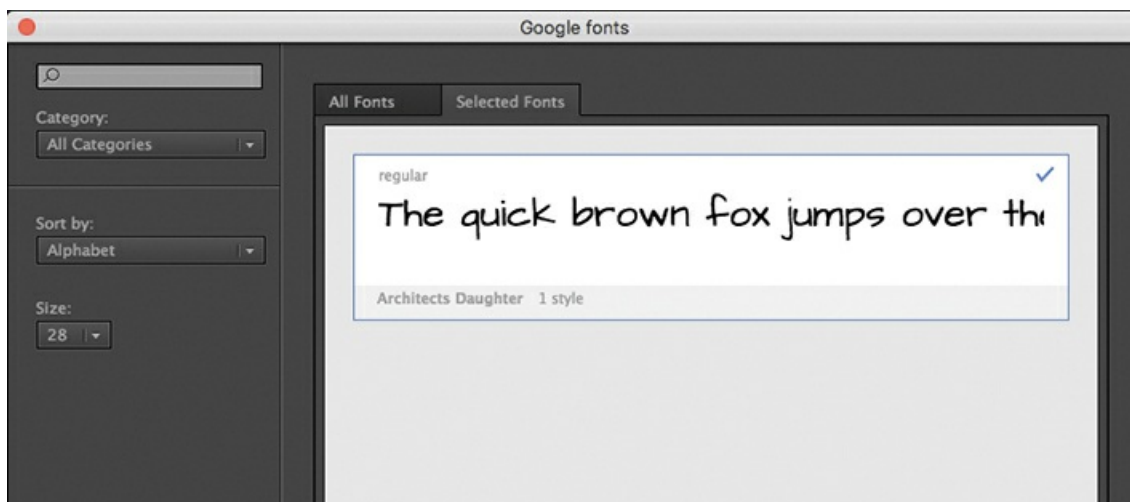 Google fonts
Category:
All Categories
Sort by:
Alphabet
Size:
28
All Fonts
Selected Fonts
regular
The quick brown fox jumps over the
Architects Daughter 1 style